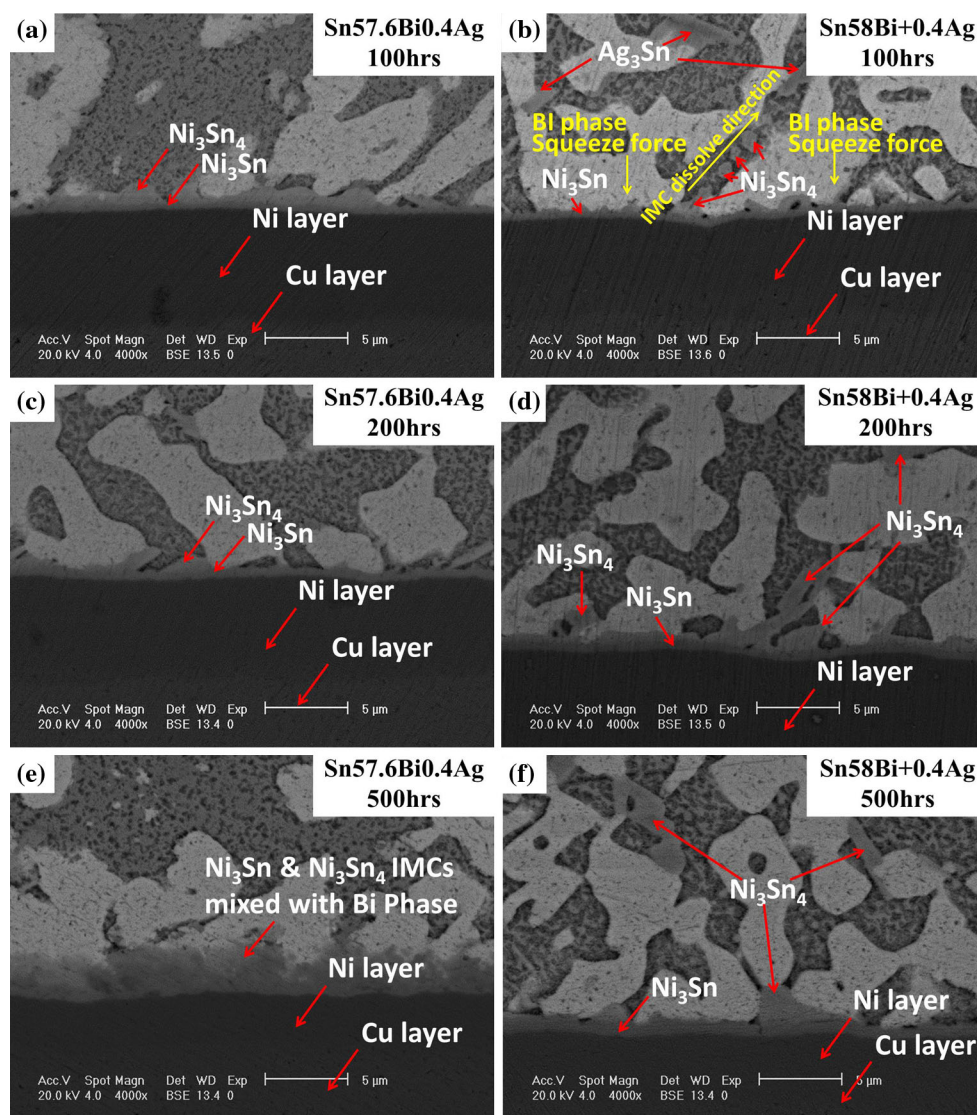 (a)
Sn57.6Bi0.4Ag
100hrs
Ni₃Sn₄
Ni₃Sn
Ni layer
Cu layer
Acc.V Spot Magn Det WD Exp
20.0 kV 4.0 4000x BSE 13.5 0
5 µm
(b)
Sn58Bi+0.4Ag
100hrs
Ag₃Sn
BI phase
Squeeze force
IMC dissolve direction
BI phase
Squeeze force
Ni₃Sn
Ni₃Sn₄
Ni layer
Cu layer
Acc.V Spot Magn Det WD Exp
20.0 kV 4.0 4000x BSE 13.6 0
5 µm
(c)
Sn57.6Bi0.4Ag
200hrs
Ni₃Sn₄
Ni₃Sn
Ni layer
Cu layer
Acc.V Spot Magn Det WD Exp
20.0 kV 4.0 4000x BSE 13.4 0
5 µm
(d)
Sn58Bi+0.4Ag
200hrs
Ni₃Sn₄
Ni₃Sn₄
Ni₃Sn
Ni layer
Acc.V Spot Magn Det WD Exp
20.0 kV 4.0 4000x BSE 13.5 0
5 µm
(e)
Sn57.6Bi0.4Ag
500hrs
Ni₃Sn & Ni₃Sn₄ IMCs
mixed with Bi Phase
Ni layer
Cu layer
Acc.V Spot Magn Det WD Exp
20.0 kV 4.0 4000x BSE 13.4 0
5 µm
(f)
Sn58Bi+0.4Ag
500hrs
Ni₃Sn₄
Ni₃Sn
Ni layer
Cu layer
Acc.V Spot Magn Det WD Exp
20.0 kV 4.0 4000x BSE 13.4 0
5 µm